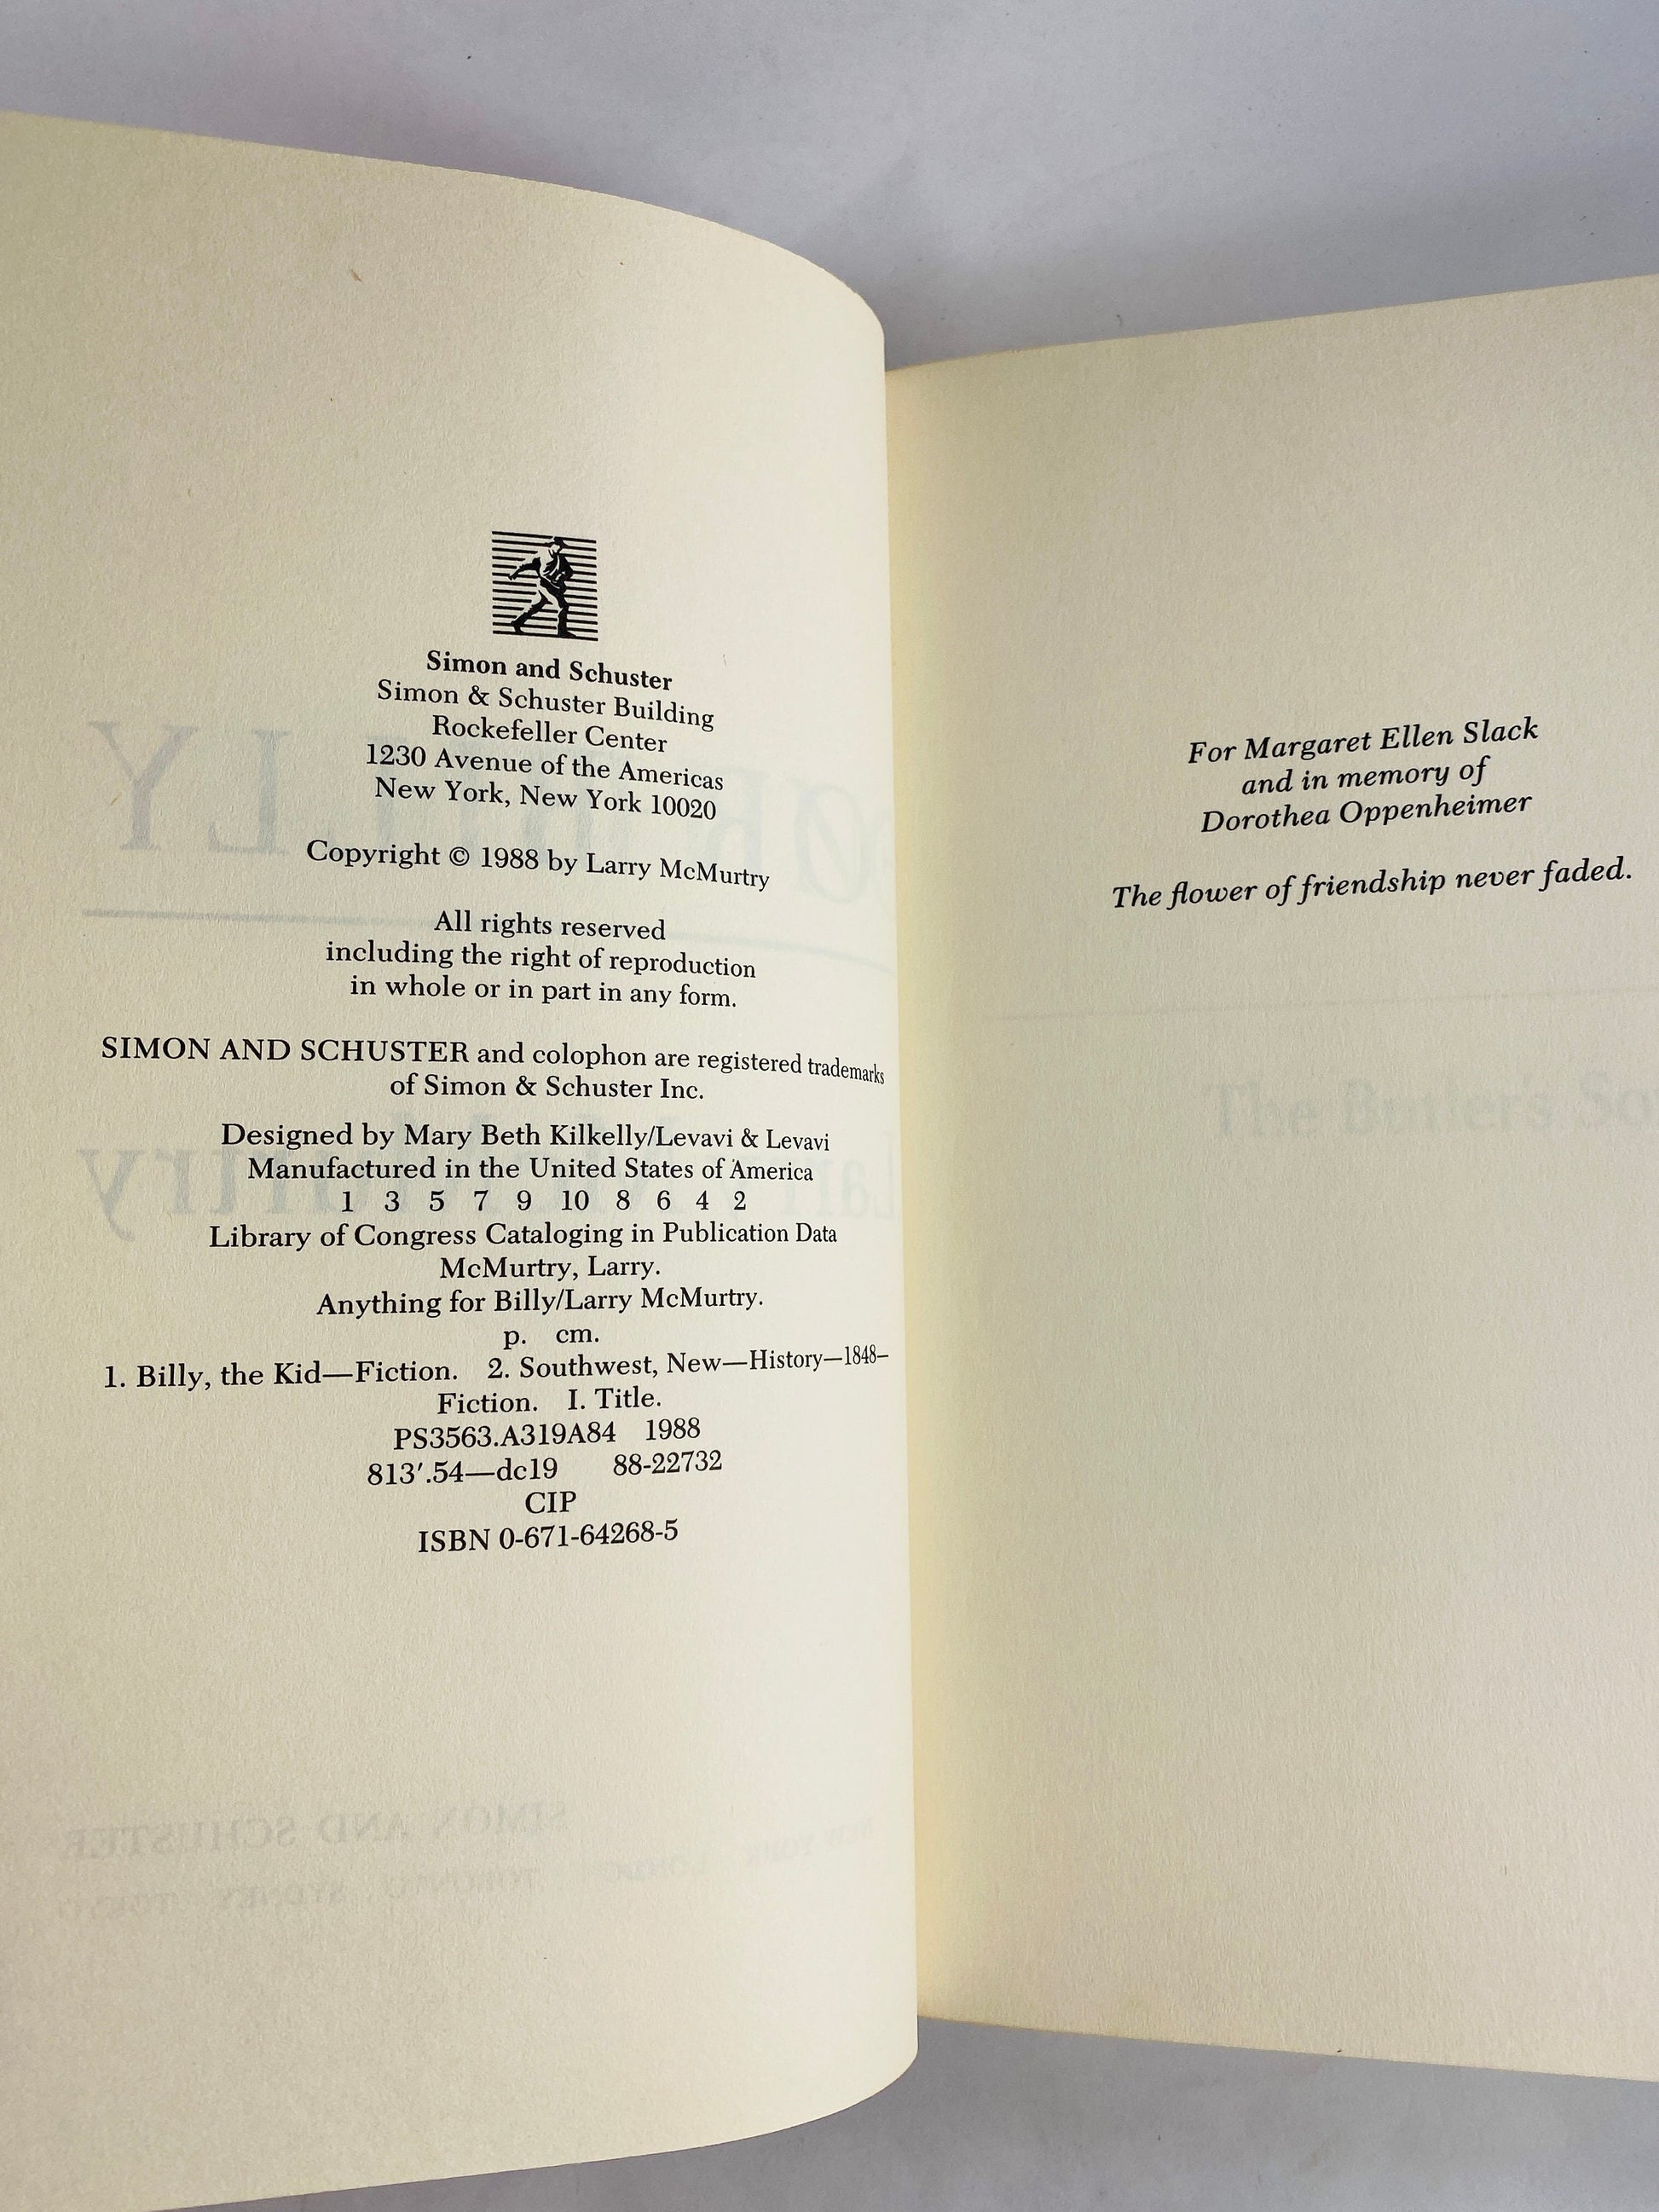 Simon and Schuster
Simon & Schuster Building
Rockefeller Center
1230 Avenue of the Americas
New York, New York 10020
Copyright © 1988 by Larry McMurtry
All rights reserved
including the right of reproduction
in whole or in part in any form.
SIMON AND SCHUSTER and colophon are registered trademarks
of Simon & Schuster Inc.
Designed by Mary Beth Kilkelly/Levavi & Levavi
Manufactured in the United States of America
1 3 5 7 9 10 8 6 4 2
Library of Congress Cataloging in Publication Data
McMurtry, Larry.
Anything for Billy/Larry McMurtry.
p. cm.
1. Billy, the Kid—Fiction. 2. Southwest, New—History—1848–
Fiction. I. Title.
PS3563.A319A84 1988
813′.54—dc19 88-22732
CIP
ISBN 0-671-64268-5
For Margaret Ellen Slack
and in memory of
Dorothea Oppenheimer
The flower of friendship never faded.